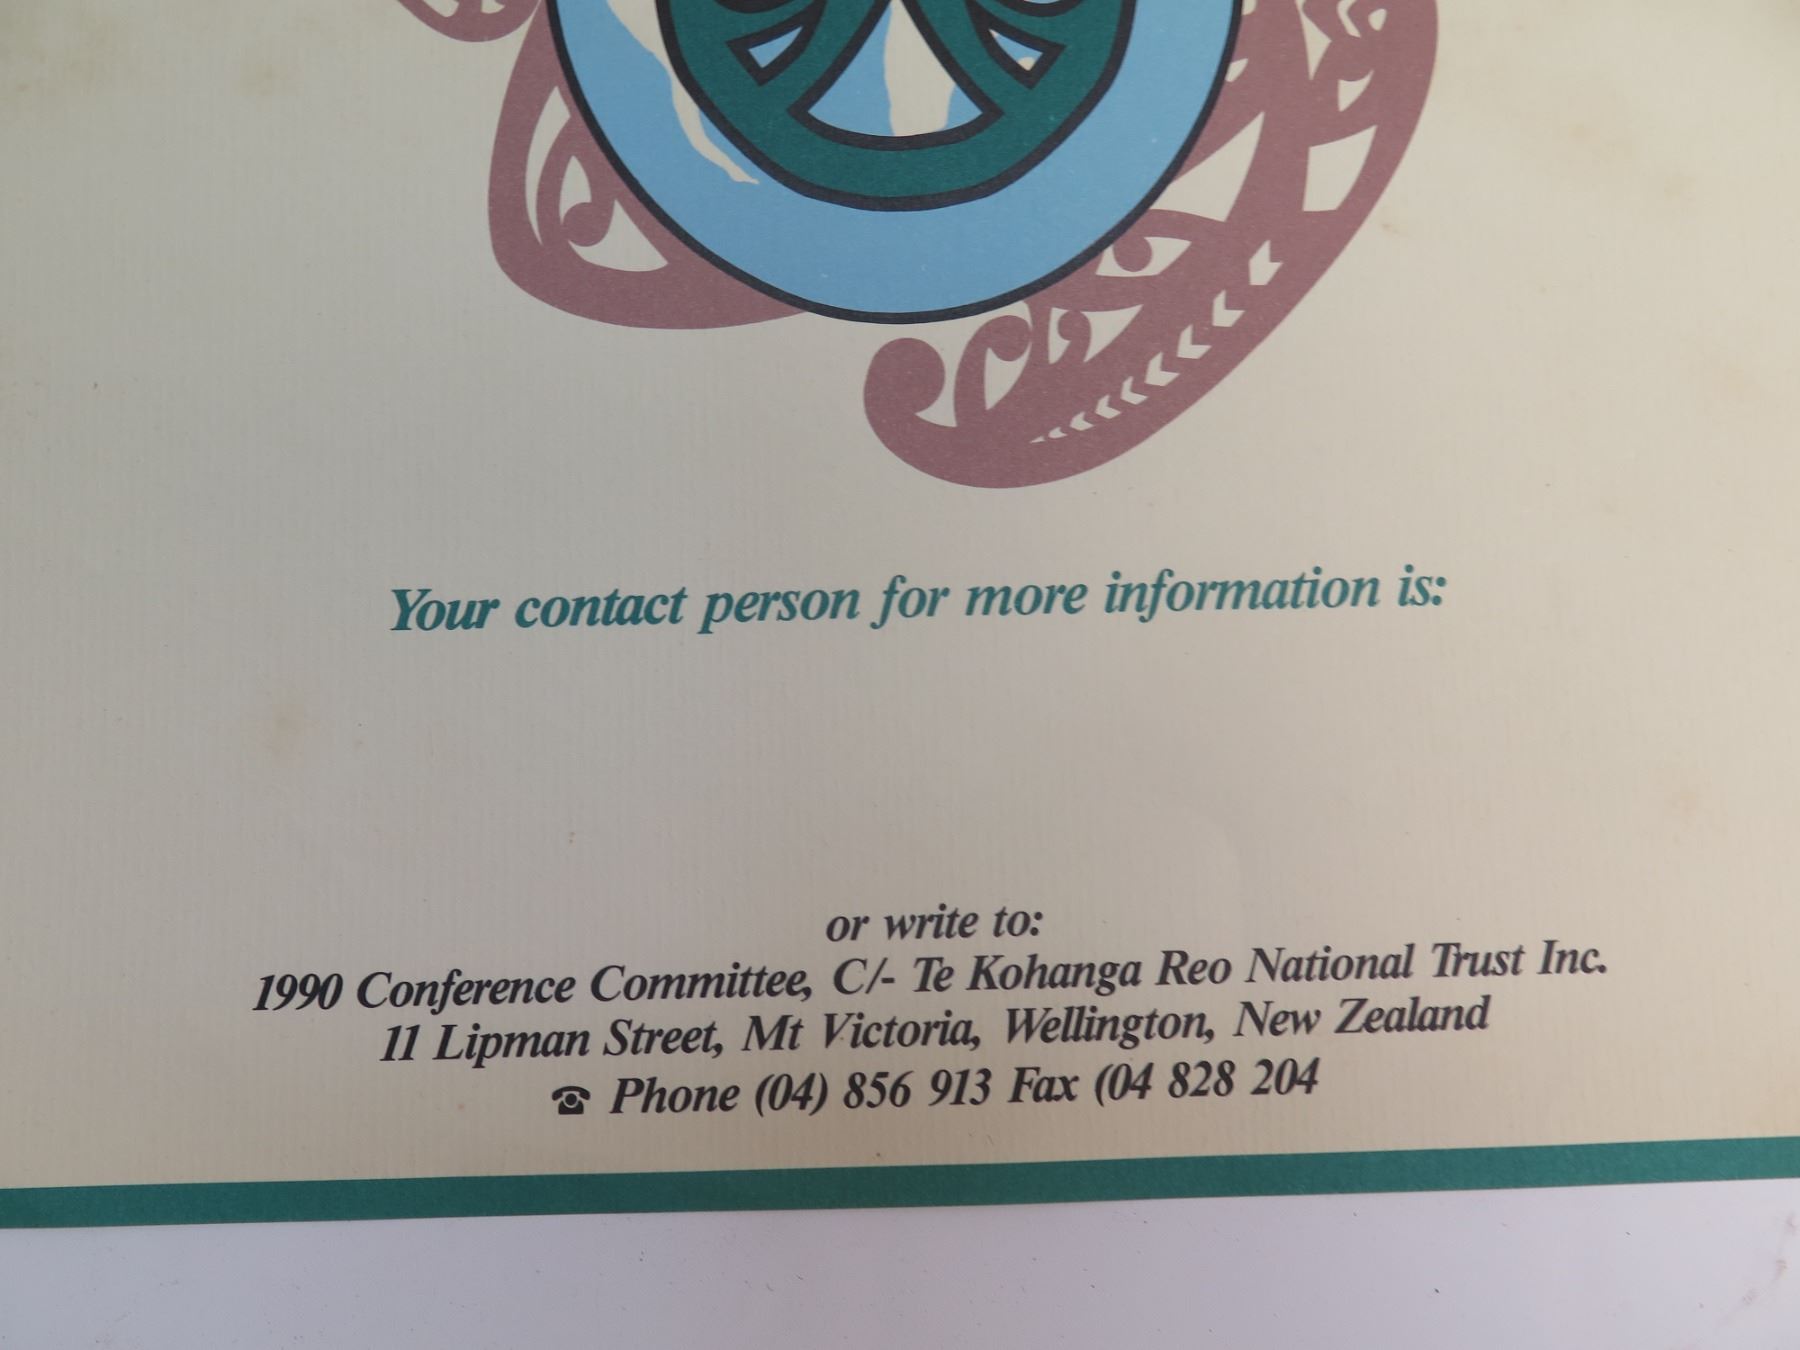 Your contact person for more information is:
or write to:
1990 Conference Committee, C/- Te Kohanga Reo National Trust Inc.
11 Lipman Street, Mt Victoria, Wellington, New Zealand
☎ Phone (04) 856 913 Fax (04 828 204